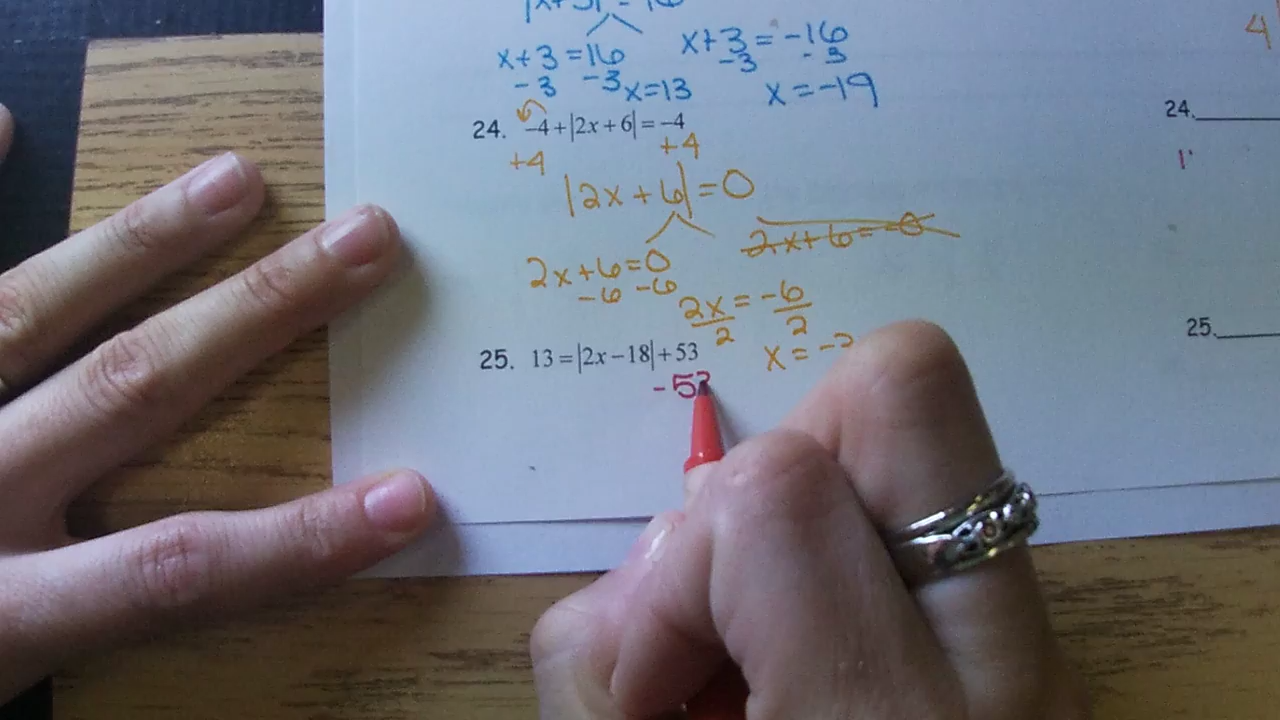 x+3=16 x+3=-16
-3 -3 -3 -3
x=13 x=-19
24. -4+|2x+6|=-4 24.
+4 +4
|2x+6|=0
2x+6=0 2x+6=-0
-6 -6
2x = -6
2 2
x=-3
25. 13=|2x-18|+53 25.
-53
4